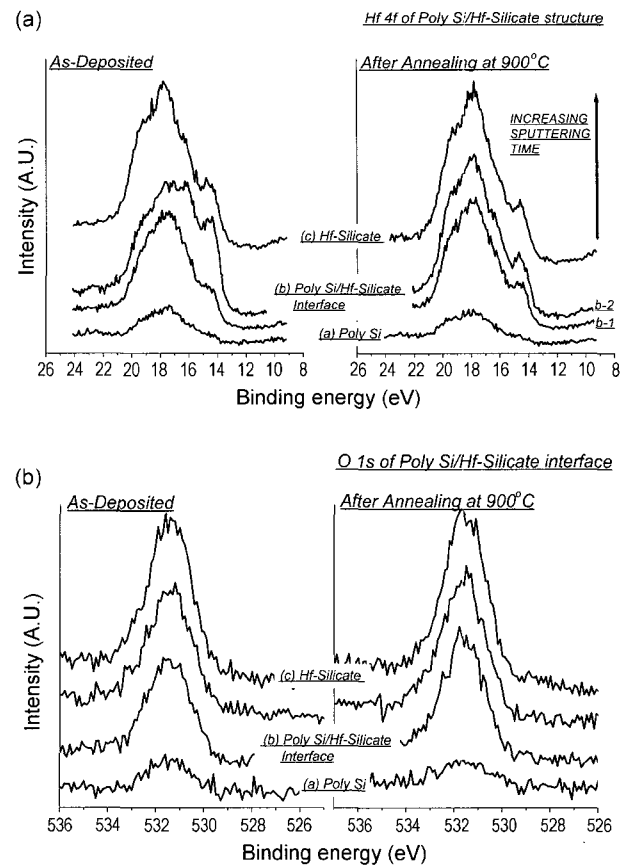 (a)
Hf 4f of Poly Si/Hf-Silicate structure
As-Deposited
After Annealing at 900°C
INCREASING
SPUTTERING
TIME
Intensity (A.U.)
(c) Hf-Silicate
(b) Poly Si/Hf-Silicate
Interface
(a) Poly Si
b-2
b-1
26 24 22 20 18 16 14 12 10 8
26 24 22 20 18 16 14 12 10 8
Binding energy (eV)
(b)
O 1s of Poly Si/Hf-Silicate interface
As-Deposited
After Annealing at 900°C
Intensity (A.U.)
(c) Hf-Silicate
(b) Poly Si/Hf-Silicate
Interface
(a) Poly Si
536 534 532 530 528 526
536 534 532 530 528 526
Binding energy (eV)